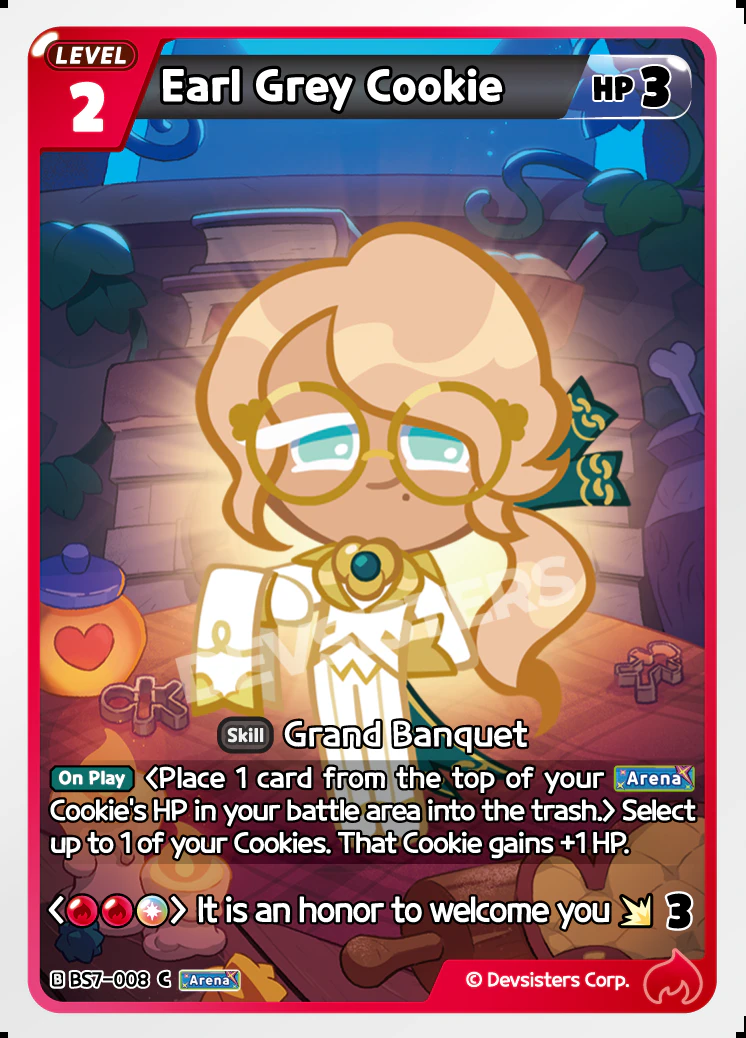 LEVEL
2
Earl Grey Cookie
HP 3
DEVSISTERS
Skill Grand Banquet
On Play <Place 1 card from the top of your Arena
Cookie's HP in your battle area into the trash.> Select
up to 1 of your Cookies. That Cookie gains +1 HP.
< > It is an honor to welcome you 3
B BS7-008 C Arena
© Devsisters Corp.